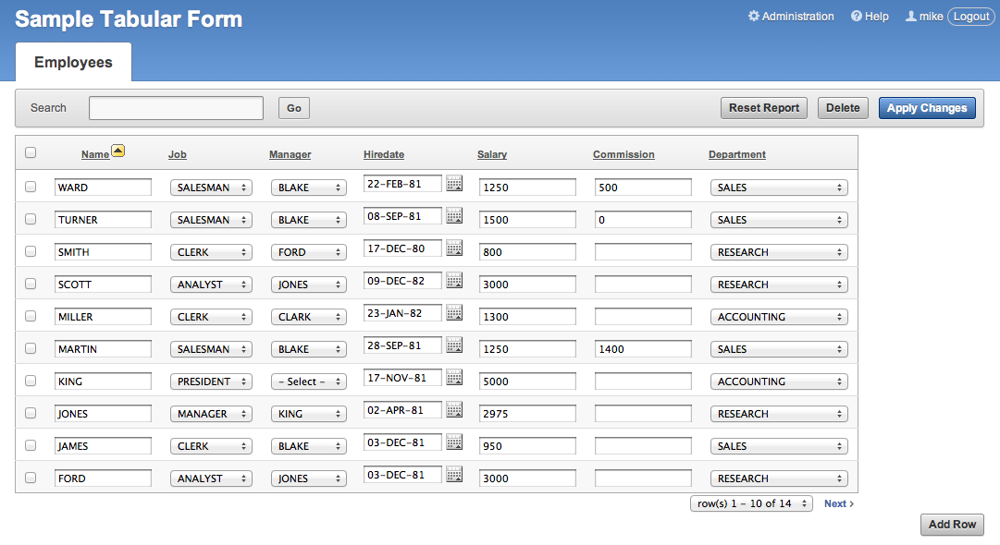 Sample Tabular Form
Administration Help mike Logout
Employees
Search Go Reset Report Delete Apply Changes
Name Job Manager Hiredate Salary Commission Department
WARD SALESMAN BLAKE 22-FEB-81 1250 500 SALES
TURNER SALESMAN BLAKE 08-SEP-81 1500 0 SALES
SMITH CLERK FORD 17-DEC-80 800 RESEARCH
SCOTT ANALYST JONES 09-DEC-82 3000 RESEARCH
MILLER CLERK CLARK 23-JAN-82 1300 ACCOUNTING
MARTIN SALESMAN BLAKE 28-SEP-81 1250 1400 SALES
KING PRESIDENT - Select - 17-NOV-81 5000 ACCOUNTING
JONES MANAGER KING 02-APR-81 2975 RESEARCH
JAMES CLERK BLAKE 03-DEC-81 950 SALES
FORD ANALYST JONES 03-DEC-81 3000 RESEARCH
row(s) 1 - 10 of 14 Next >
Add Row